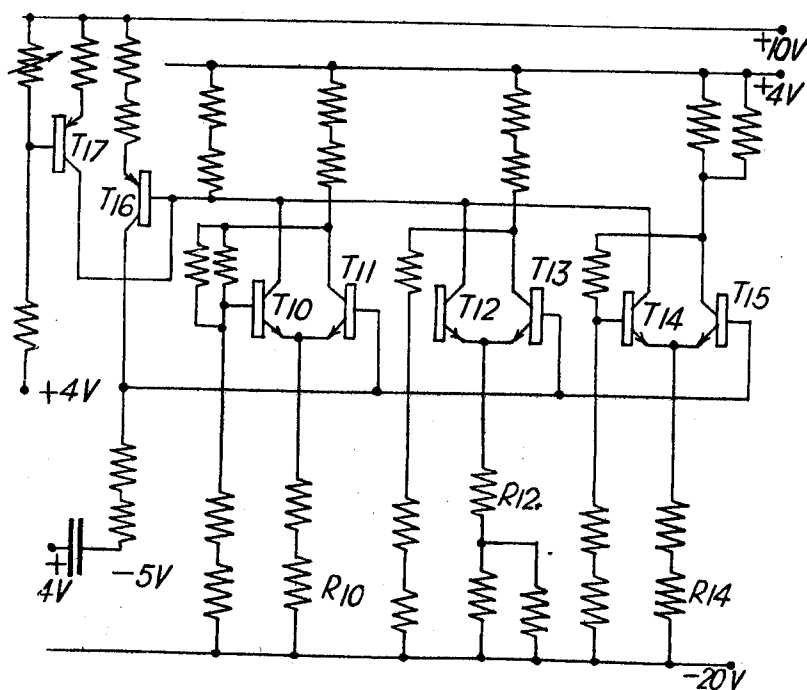 +10V
+4V
T17
T16
T10
T11
T12
T13
T14
T15
+4V
R12.
+
4V
-5V
R10
R14
-20V